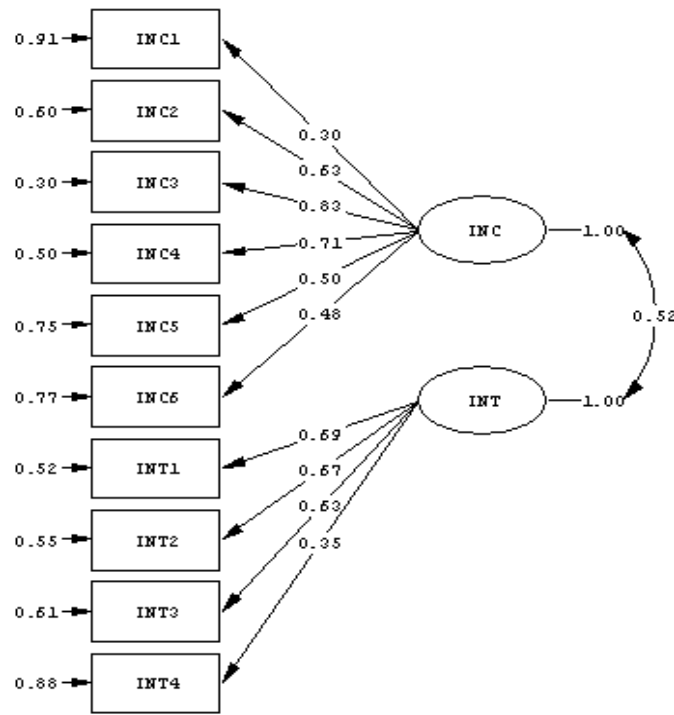 0.91 INC1
0.60 INC2
0.30 INC3
0.50 INC4
0.75 INC5
0.77 INC6
0.52 INT1
0.55 INT2
0.61 INT3
0.88 INT4
0.30
0.63
0.83
0.71
0.50
0.48
0.69
0.67
0.63
0.35
INC 1.00
INT 1.00
0.52